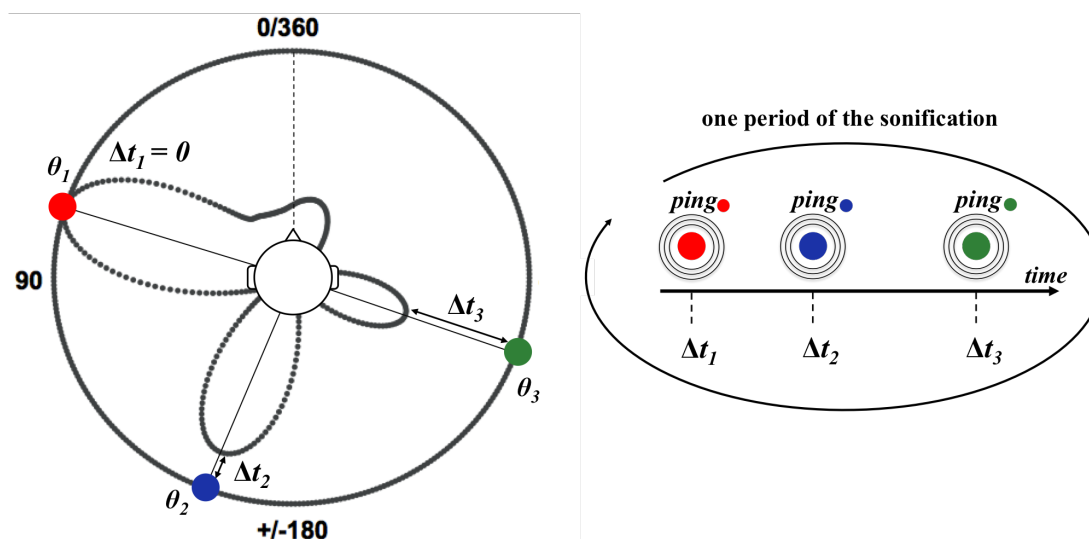 0/360
Δt₁ = 0
θ₁
90
Δt₃
θ₃
Δt₂
θ₂
+/-180
one period of the sonification
ping ping ping
time
Δt₁ Δt₂ Δt₃